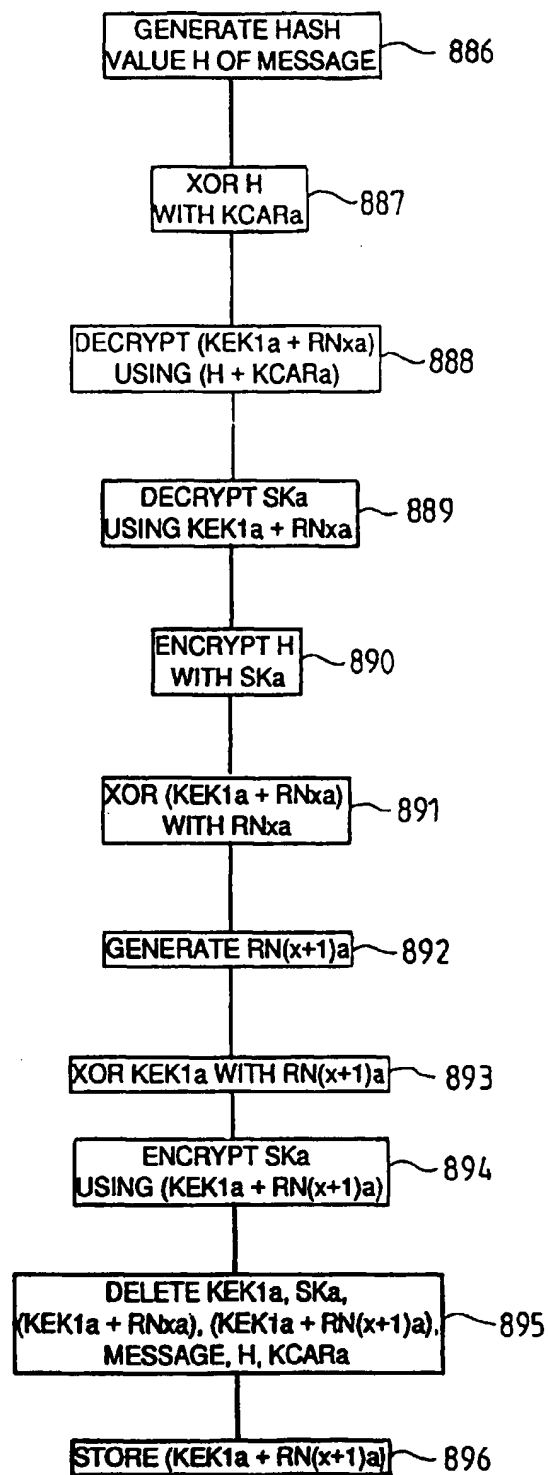 GENERATE HASH
VALUE H OF MESSAGE
886
XOR H
WITH KCARa
887
DECRYPT (KEK1a + RNxa)
USING (H + KCARa)
888
DECRYPT SKa
USING KEK1a + RNxa
889
ENCRYPT H
WITH SKa
890
XOR (KEK1a + RNxa)
WITH RNxa
891
GENERATE RN(x+1)a
892
XOR KEK1a WITH RN(x+1)a
893
ENCRYPT SKa
USING (KEK1a + RN(x+1)a)
894
DELETE KEK1a, SKa,
(KEK1a + RNxa), (KEK1a + RN(x+1)a),
MESSAGE, H, KCARa
895
STORE (KEK1a + RN(x+1)a)
896